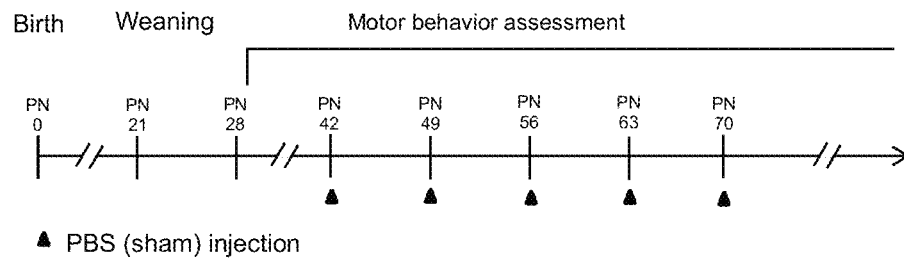 Birth Weaning Motor behavior assessment
PN PN PN PN PN PN PN PN
0 21 28 42 49 56 63 70
PBS (sham) injection